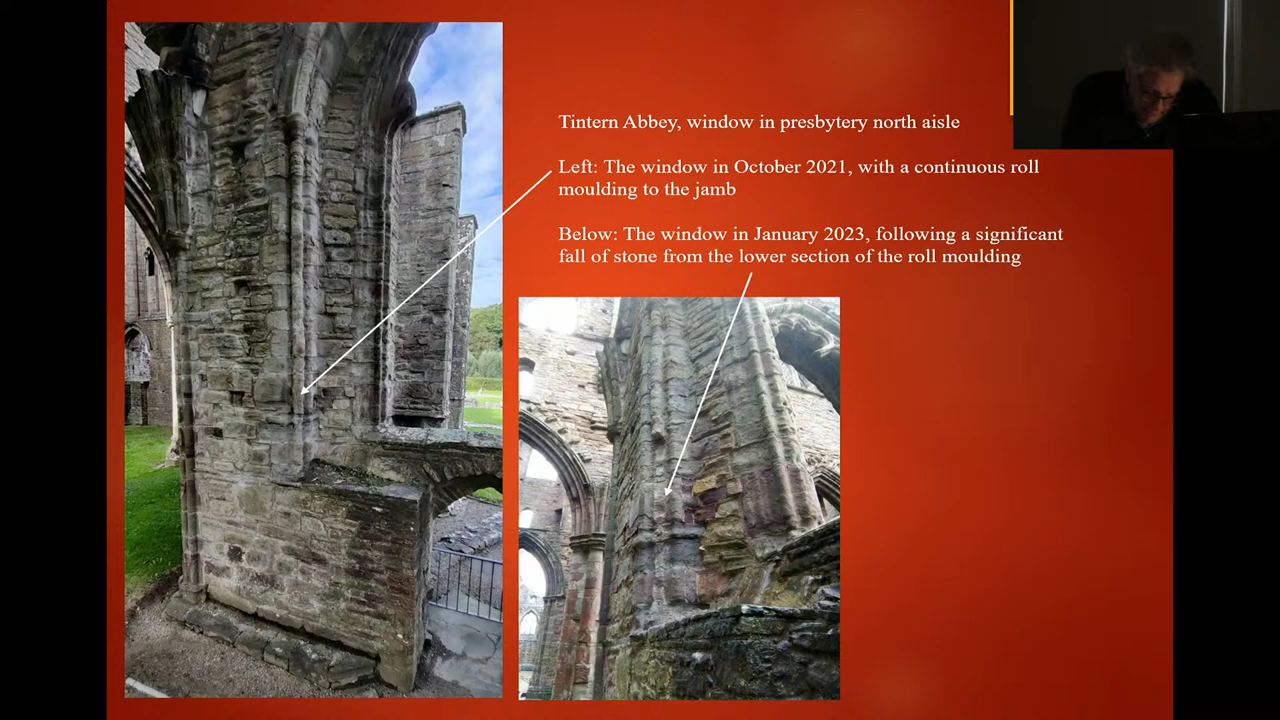 Tintern Abbey, window in presbytery north aisle
Left: The window in October 2021, with a continuous roll
moulding to the jamb
Below: The window in January 2023, following a significant
fall of stone from the lower section of the roll moulding